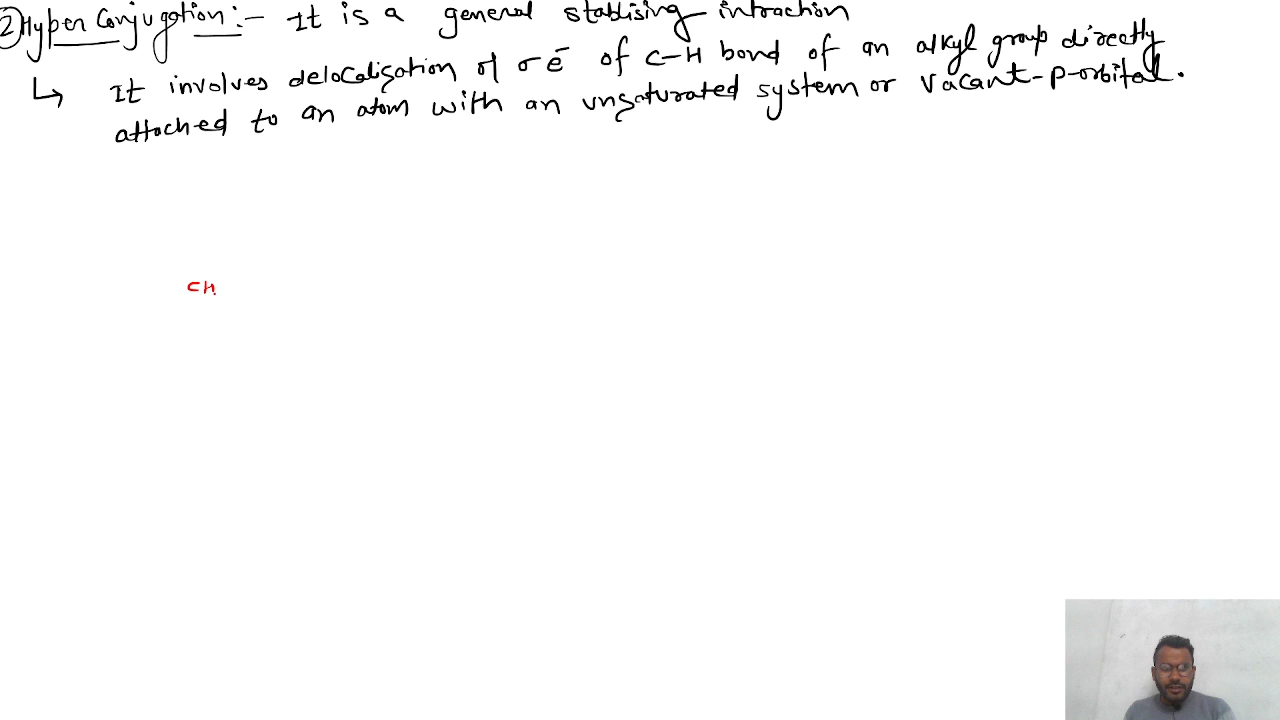 ② Hyper Conjugation:- It is a general stablising intraction
↳ It involves delocalisation of σ ē of C-H bond of an alkyl group directly
attached to an atom with an unsaturated system or vacant-p-orbital.
CH